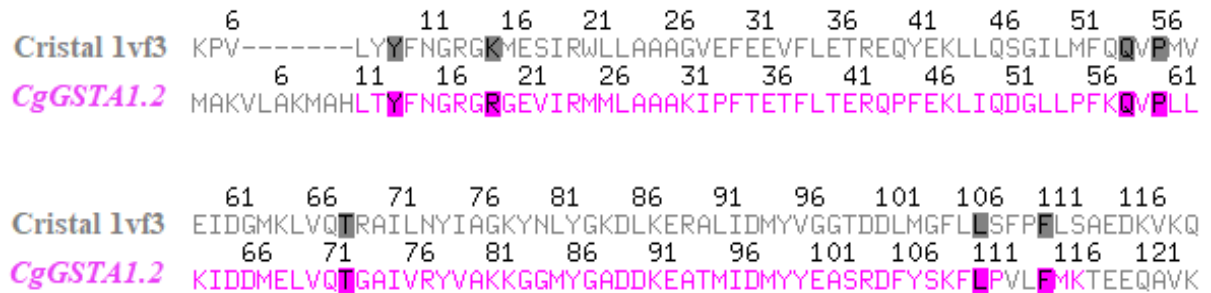 6 11 16 21 26 31 36 41 46 51 56
Cristal 1vf3 KPV-------LYYFNGRGKMESIRWLLAAAGVEFEEVFLETREQYEKLLQSGILMFQQVPMV
6 11 16 21 26 31 36 41 46 51 56 61
CgGSTA1.2 MAKVLAKMAHLTYFNGRGRGEVIRMMLAAAKIPFTETFLTERQPFEKLIQDGLLPFKQVPLL
61 66 71 76 81 86 91 96 101 106 111 116
Cristal 1vf3 EIDGMKLVQTRAILNYIAGKYNLYGKDLKERALIDMYVGGTDDLMGFLLSFPFLSAEDKVKQ
66 71 76 81 86 91 96 101 106 111 116 121
CgGSTA1.2 KIDDMELVQTGAIVRYVAKKGGMYGADDKEATMIDMYYEASRDFYSKFLPVLFMKTEEQAVK